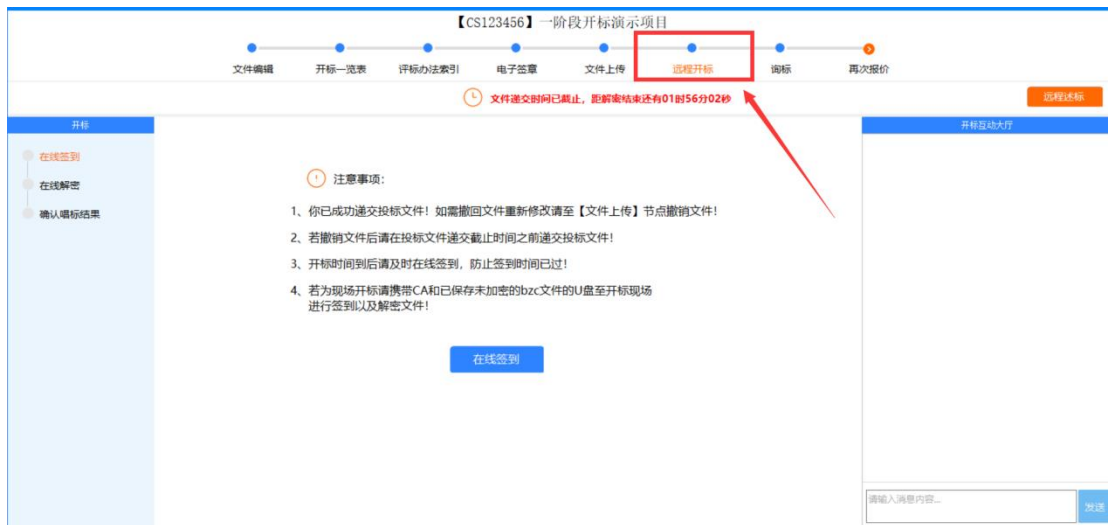 【CS123456】一阶段开标演示项目
文件编辑 开标一览表 评标办法索引 电子签章 文件上传 远程开标 询标 再次报价
文件递交时间已截止，距解密结束还有01时56分02秒
远程述标
开标
在线签到
在线解密
确认唱标结果
注意事项：
1、你已成功递交投标文件！如需撤回文件重新修改请至【文件上传】节点撤销文件！
2、若撤销文件后请在投标文件递交截止时间之前递交投标文件！
3、开标时间到后请及时在线签到，防止签到时间已过！
4、若为现场开标请携带CA和已保存未加密的bzc文件的U盘至开标现场
进行签到以及解密文件！
在线签到
开标互动大厅
请输入消息内容...
发送